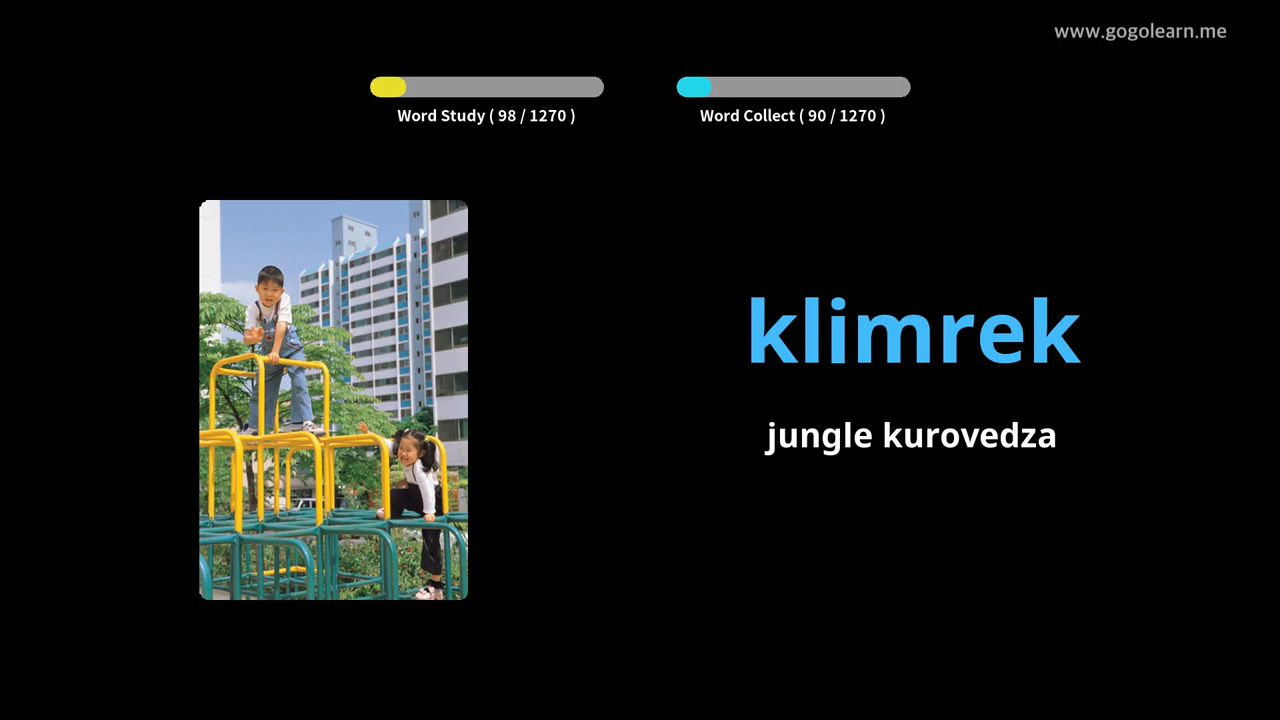 www.gogolearn.me
Word Study ( 98 / 1270 )
Word Collect ( 90 / 1270 )
klimrek
jungle kurovedza